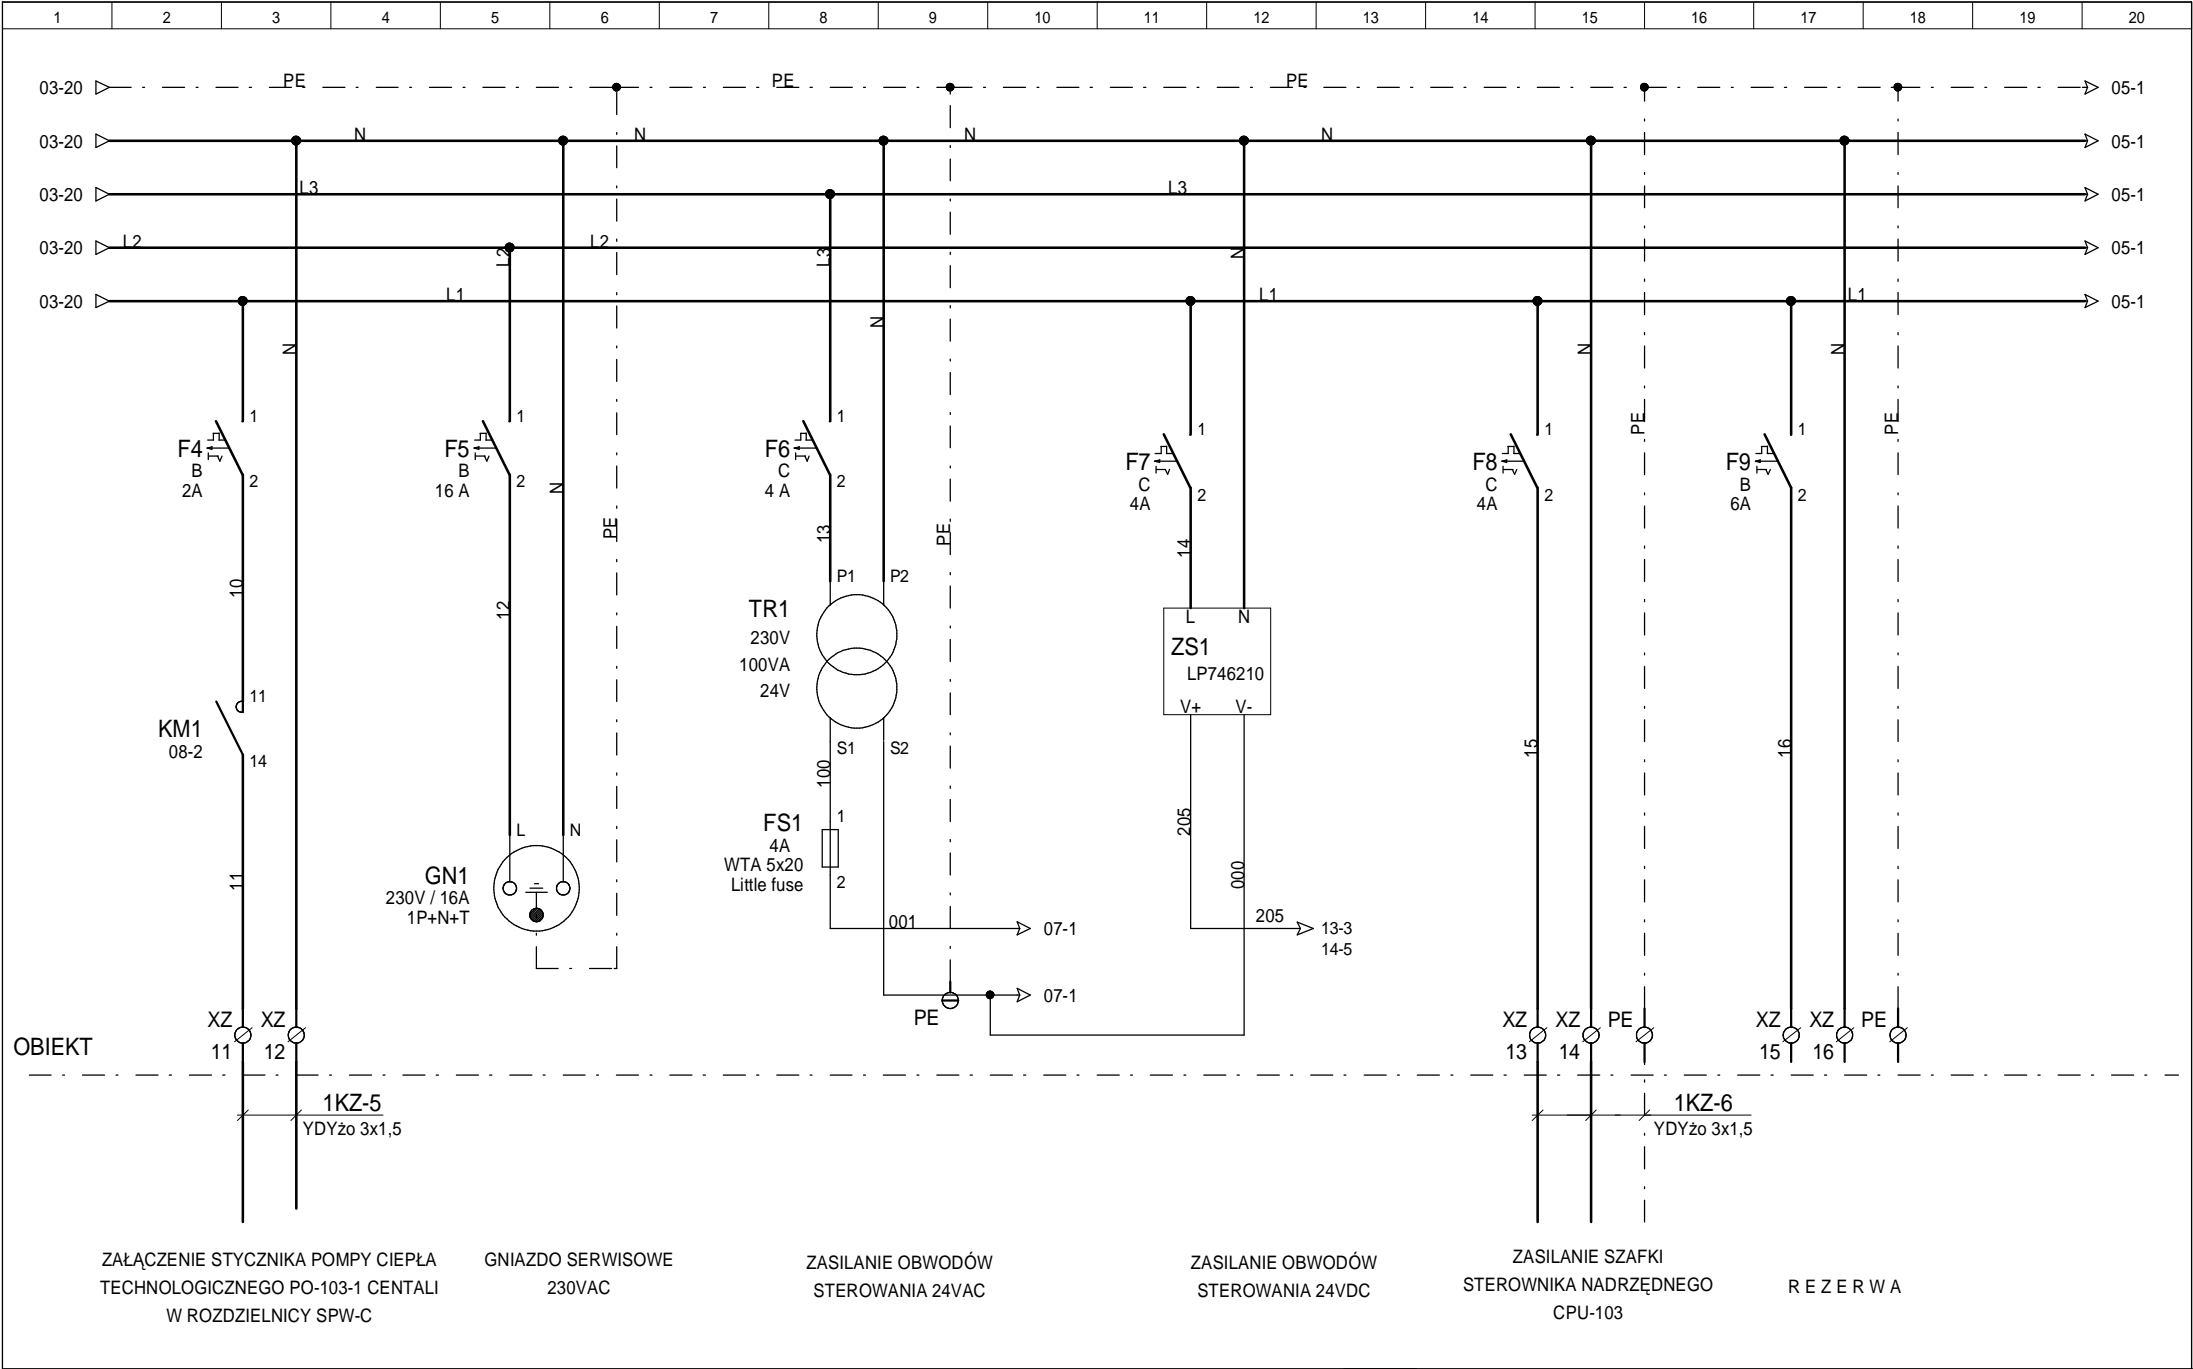 1 2 3 4 5 6 7 8 9 10 11 12 13 14 15 16 17 18 19 20
03-20 PE PE PE 05-1
03-20 N N N N 05-1
03-20 L3 L3 05-1
03-20 L2 L2 05-1
03-20 L1 L1 L1 05-1
L2 L3 N
N N N N
1 1 1 1 1 1
F4 F5 F6 F7 F8 F9
B B C C C B
2A 16 A 4 A 4A 4A 6A
2 2 2 2 2 2
N PE PE PE PE
10 12 13 14 15 16
P1 P2
TR1
230V
100VA
24V
S1 S2
L N
ZS1
LP746210
V+ V-
11
KM1
08-2
14
11
L N
GN1
230V / 16A
1P+N+T
100
FS1
4A
WTA 5x20
Little fuse
1
2
001 07-1
PE 07-1
205 000
205 13-3
14-5
XZ XZ XZ XZ PE XZ XZ PE
11 12 13 14 15 16
OBIEKT
1KZ-5
YDYżo 3x1,5
1KZ-6
YDYżo 3x1,5
ZAŁĄCZENIE STYCZNIKA POMPY CIEPŁA
TECHNOLOGICZNEGO PO-103-1 CENTALI
W ROZDZIELNICY SPW-C
GNIAZDO SERWISOWE
230VAC
ZASILANIE OBWODÓW
STEROWANIA 24VAC
ZASILANIE OBWODÓW
STEROWANIA 24VDC
ZASILANIE SZAFKI
STEROWNIKA NADRZĘDNEGO
CPU-103
R E Z E R W A